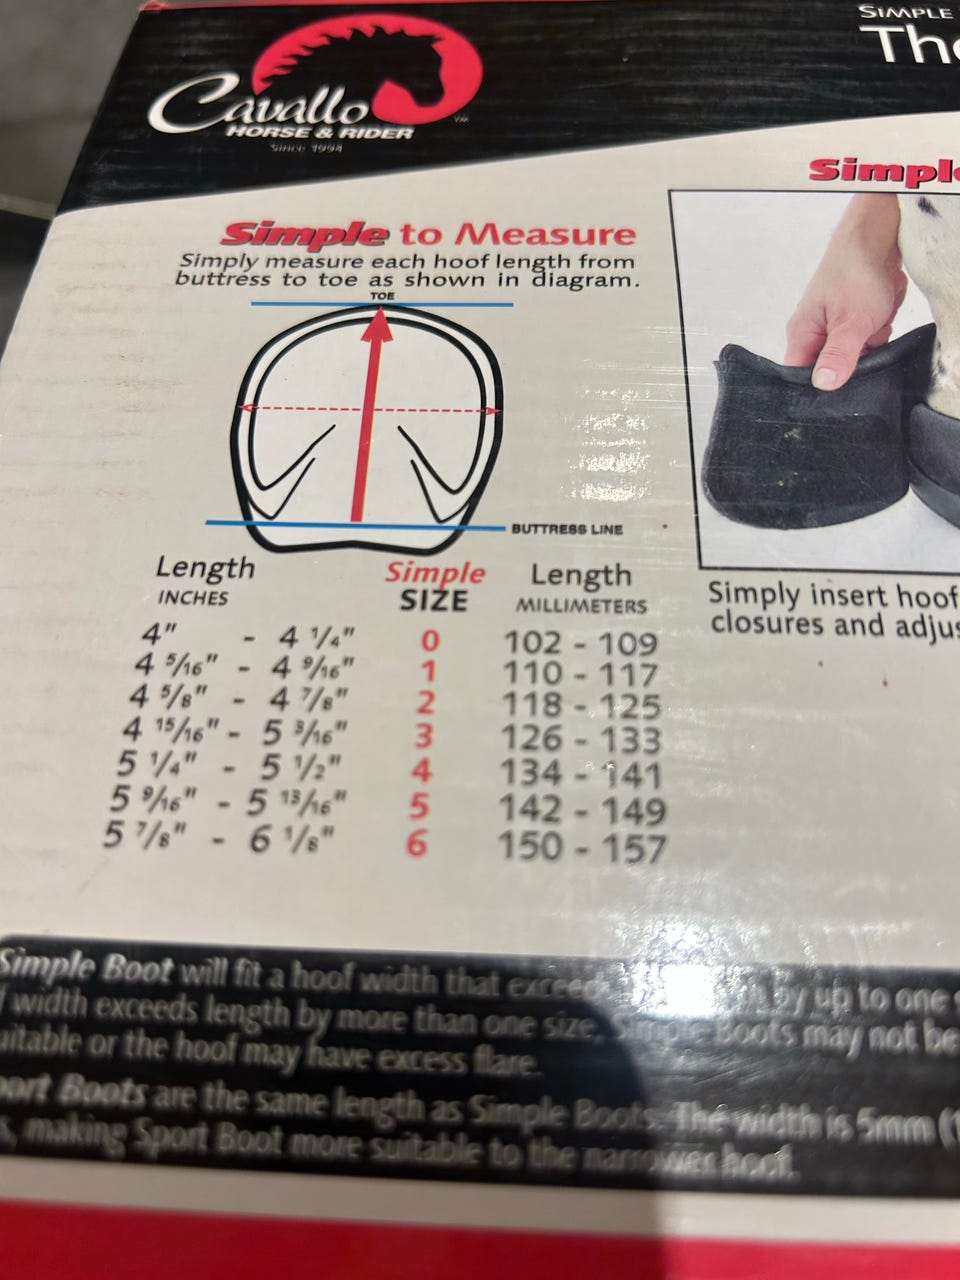 Cavallo
HORSE & RIDER
Since 1994
SIMPLE
The
Simple
Simple to Measure
Simply measure each hoof length from
buttress to toe as shown in diagram.
TOE
BUTTRESS LINE
Length Simple Length
INCHES SIZE MILLIMETERS
4" - 4 1/4" 0 102 - 109
4 5/16" - 4 9/16" 1 110 - 117
4 5/8" - 4 7/8" 2 118 - 125
4 15/16" - 5 3/16" 3 126 - 133
5 1/4" - 5 1/2" 4 134 - 141
5 9/16" - 5 13/16" 5 142 - 149
5 7/8" - 6 1/8" 6 150 - 157
Simply insert hoof
closures and adjus
Simple Boot will fit a hoof width that exceeds by up to one
f width exceeds length by more than one size, Simple Boots may not be
uitable or the hoof may have excess flare.
port Boots are the same length as Simple Boots. The width is 5mm (
s, making Sport Boot more suitable to the narrower hoof.